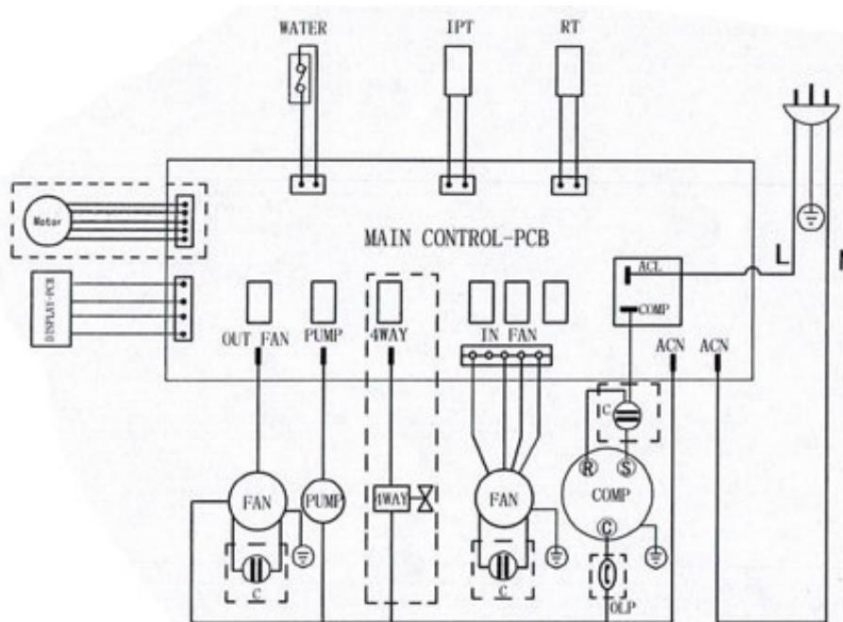 WATER IPT RT
Motor
MAIN CONTROL-PCB
L
ACL
COMP
DISPLAY-PCB
OUT FAN PUMP 4WAY IN FAN
ACN ACN
C
R S
FAN PUMP 4WAY FAN COMP
C
C C
OLP